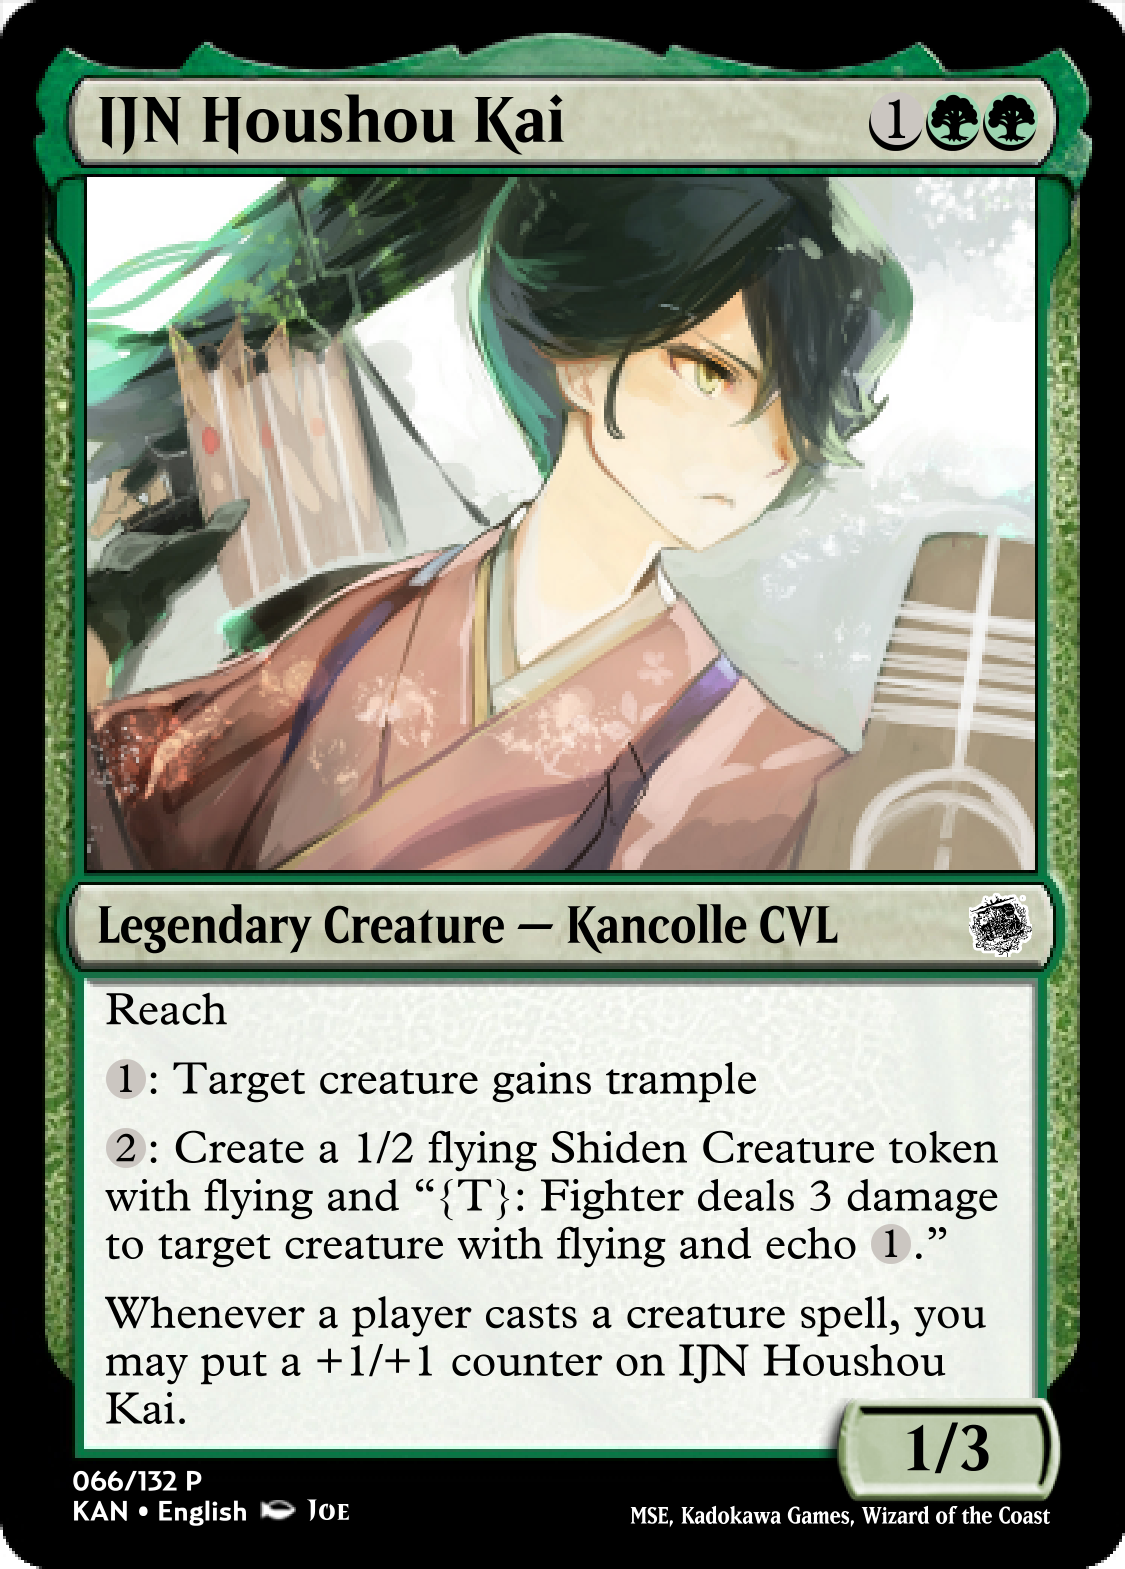 IJN Houshou Kai 1
Legendary Creature — Kancolle CVL
Reach
1: Target creature gains trample
2: Create a 1/2 flying Shiden Creature token
with flying and “{T}: Fighter deals 3 damage
to target creature with flying and echo 1.”
Whenever a player casts a creature spell, you
may put a +1/+1 counter on IJN Houshou
Kai.
1/3
066/132 P
KAN • English Joe
MSE, Kadokawa Games, Wizard of the Coast